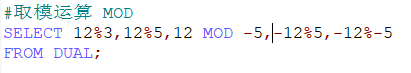 #取模运算 MOD
SELECT 12%3,12%5,12 MOD -5,-12%5,-12%-5
FROM DUAL;